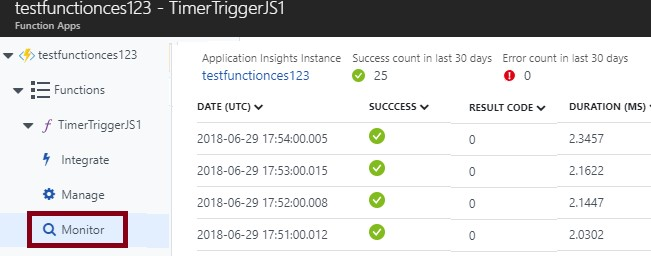 testfunctionces123 - TimerTriggerJS1
Function Apps
testfunctionces123
Functions
TimerTriggerJS1
Integrate
Manage
Monitor
Application Insights Instance Success count in last 30 days Error count in last 30 days
testfunctionces123 25 0
DATE (UTC) SUCCCESS RESULT CODE DURATION (MS)
2018-06-29 17:54:00.005 0 2.3457
2018-06-29 17:53:00.015 0 2.1622
2018-06-29 17:52:00.008 0 2.1447
2018-06-29 17:51:00.012 0 2.0302